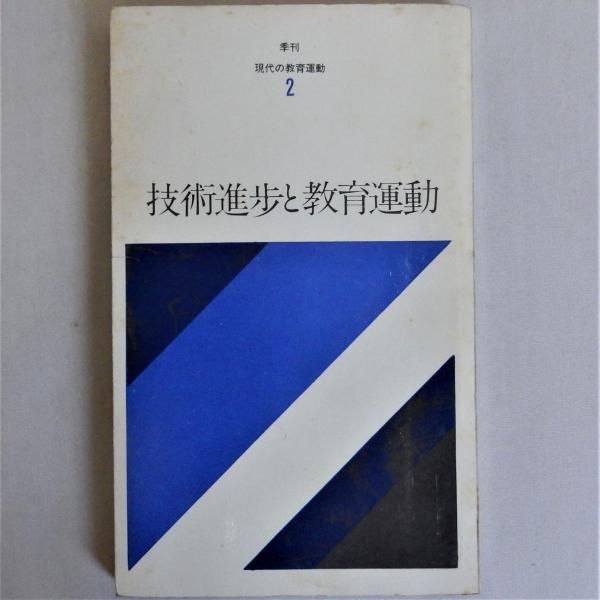 季刊
現代の教育運動
2
技術進歩と教育運動